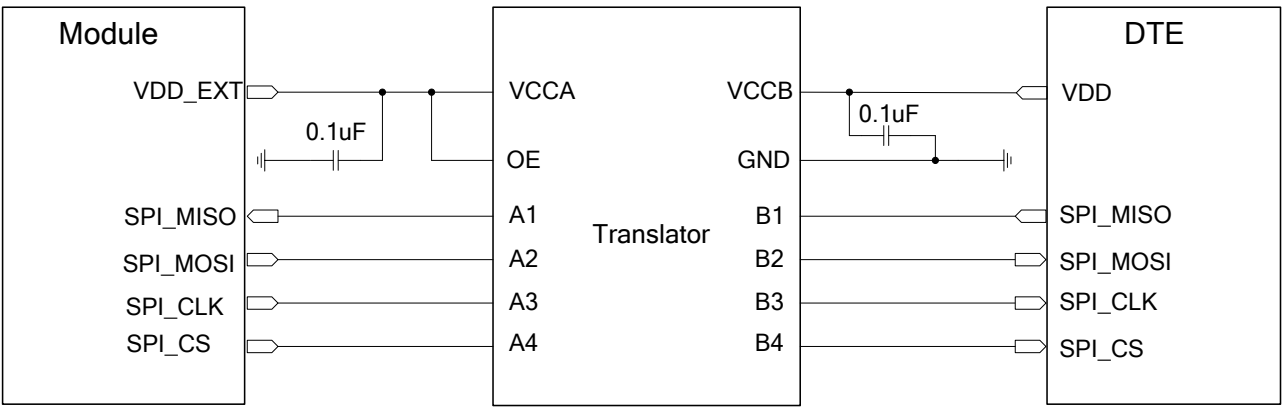 Module
DTE
VDD_EXT
VCCA
VCCB
VDD
0.1uF
0.1uF
OE
GND
SPI_MISO
A1
B1
SPI_MISO
Translator
SPI_MOSI
A2
B2
SPI_MOSI
SPI_CLK
A3
B3
SPI_CLK
SPI_CS
A4
B4
SPI_CS